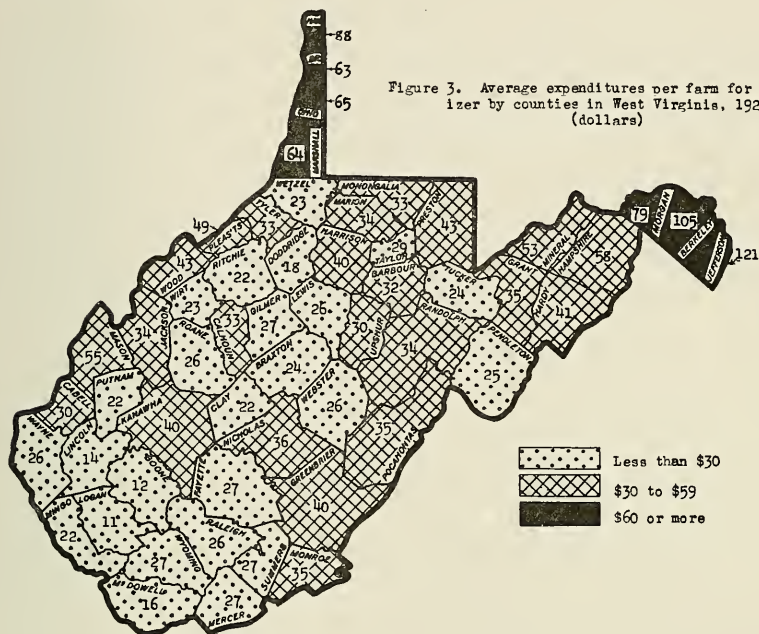 Figure 3. Average expenditures per farm for
izer by counties in West Virginis, 192
(dollars)
88
63
65
OHIO
64
MARSHALL
WETZEL
23
MONONGALIA
33
MARION
34
PRESTON
43
TYLER
33
49
PLEAS'TS
DODDRIDGE
18
HARRISON
40
29
TAYLOR
BARBOUR
32
43
WOOD
RITCHIE
22
WIRT
23
GILMER
27
LEWIS
26
TUCKER
24
RANDOLPH
34
30
UPSHUR
53
MINERAL
GRANT
35
HAMPSHIRE
58
HARDY
41
79
MORGAN
105
BERKELEY
JEFFERSON
121
PENDLETON
25
JACKSON
34
ROANE
26
CALHOUN
33
BRAXTON
24
MASON
55
PUTNAM
22
CABELL
30
KANAWHA
40
CLAY
22
WEBSTER
26
NICHOLAS
36
35
POCAHONTAS
WAYNE
26
LINCOLN
14
BOONE
12
FAYETTE
27
GREENBRIER
40
MINGO
22
LOGAN
11
RALEIGH
26
WYOMING
27
SUMMERS
27
MONROE
35
McDOWELL
16
27
MERCER
Less than $30
$30 to $59
$60 or more